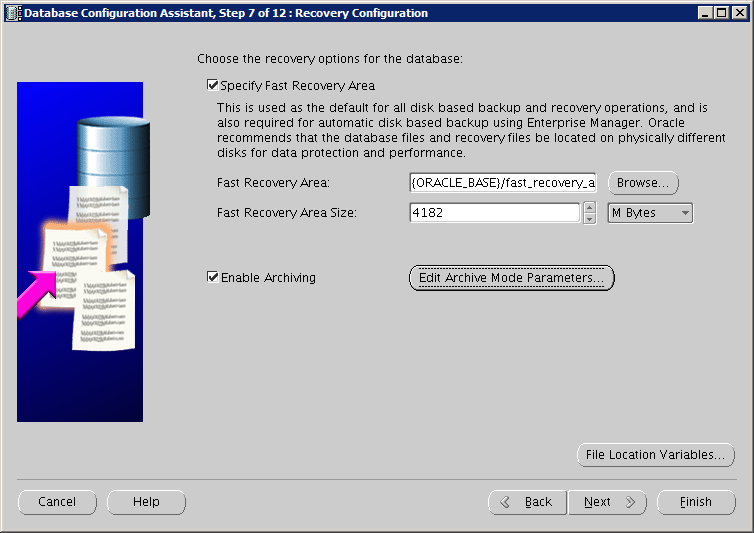 Database Configuration Assistant, Step 7 of 12 : Recovery Configuration
Choose the recovery options for the database:
Specify Fast Recovery Area
This is used as the default for all disk based backup and recovery operations, and is
also required for automatic disk based backup using Enterprise Manager. Oracle
recommends that the database files and recovery files be located on physically different
disks for data protection and performance.
Fast Recovery Area: {ORACLE_BASE}/fast_recovery_a Browse...
Fast Recovery Area Size: 4182 M Bytes
Enable Archiving Edit Archive Mode Parameters...
File Location Variables...
Cancel Help Back Next Finish